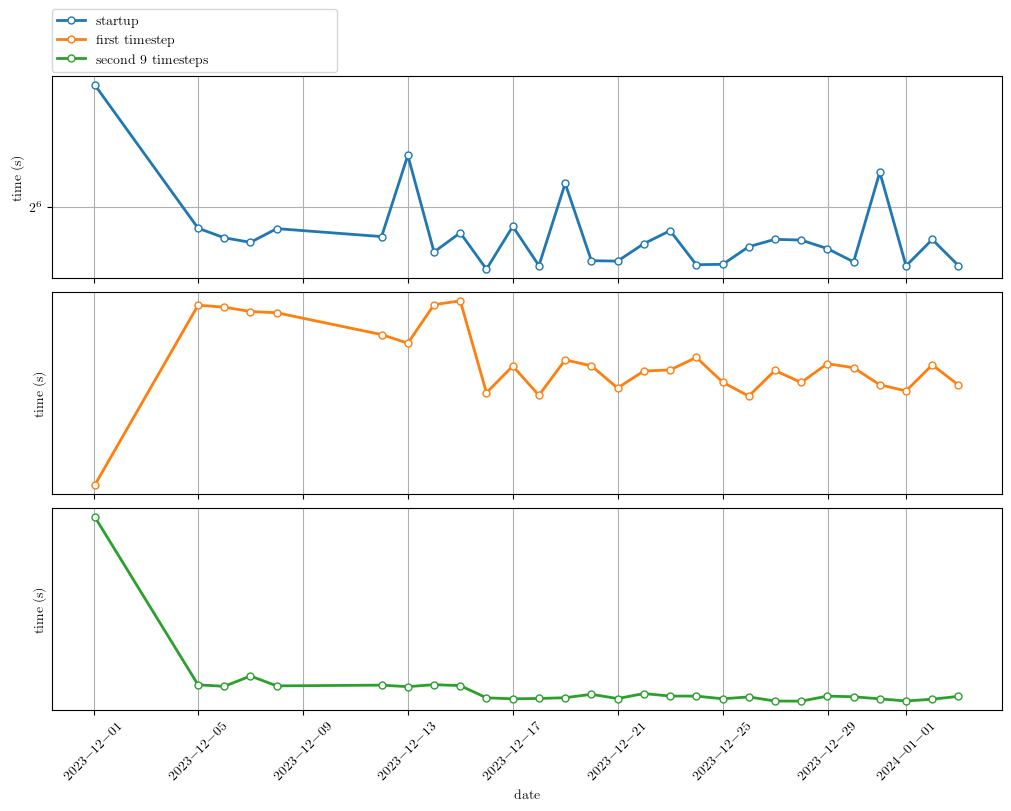 startup
first timestep
second 9 timesteps
time (s)
2⁶
time (s)
time (s)
2023−12−01
2023−12−05
2023−12−09
2023−12−13
2023−12−17
2023−12−21
2023−12−25
2023−12−29
2024−01−01
date